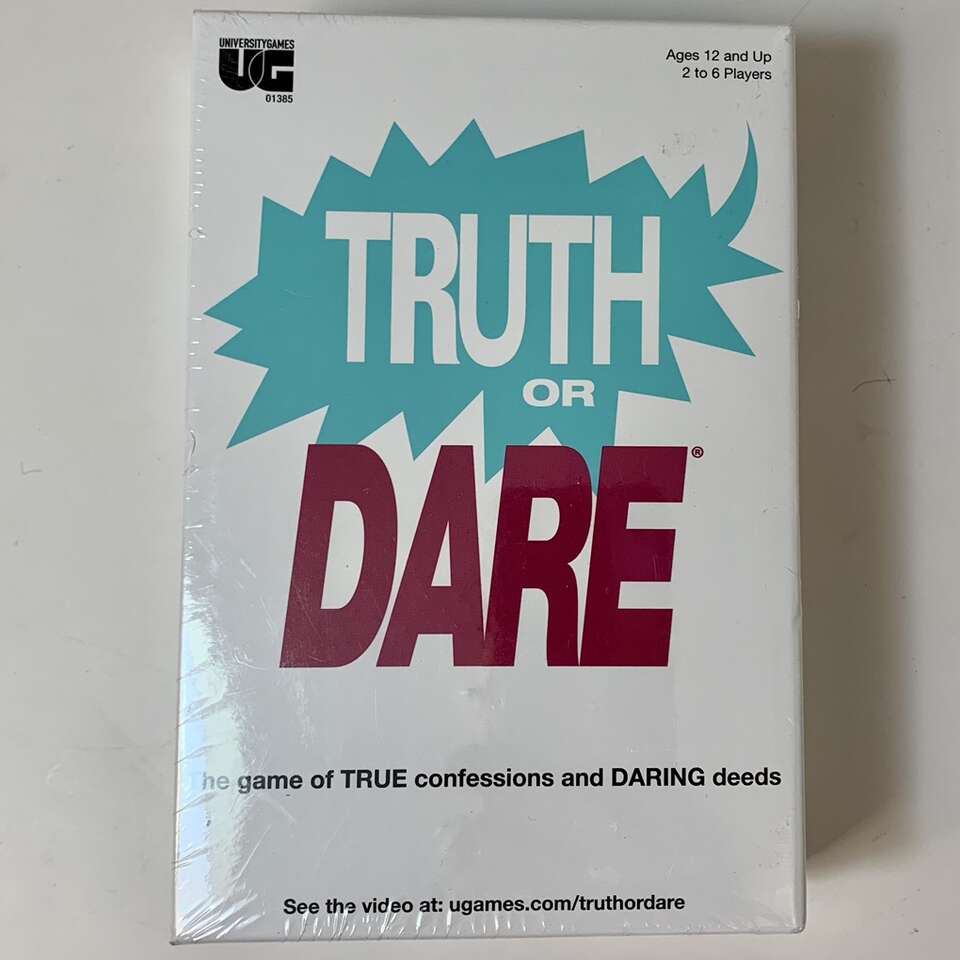 UNIVERSITYGAMES
UG
01385
Ages 12 and Up
2 to 6 Players
TRUTH
OR
DARE®
The game of TRUE confessions and DARING deeds
See the video at: ugames.com/truthordare